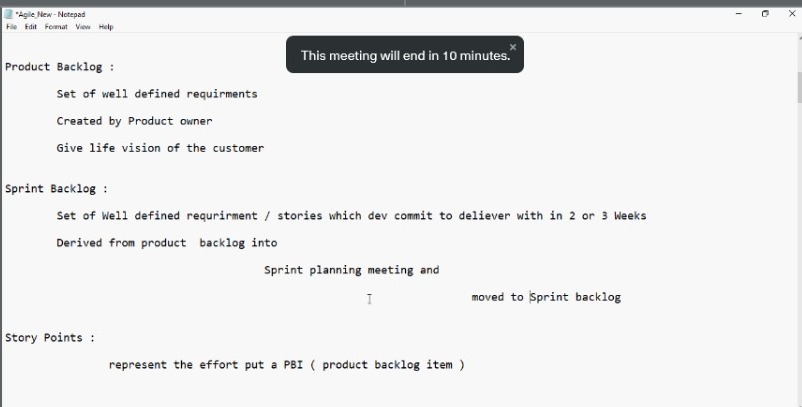 *Agile_New - Notepad
File Edit Format View Help
This meeting will end in 10 minutes.
Product Backlog :
Set of well defined requirments
Created by Product owner
Give life vision of the customer
Sprint Backlog :
Set of Well defined requrirment / stories which dev commit to deliever with in 2 or 3 Weeks
Derived from product backlog into
Sprint planning meeting and
moved to Sprint backlog
Story Points :
represent the effort put a PBI ( product backlog item )